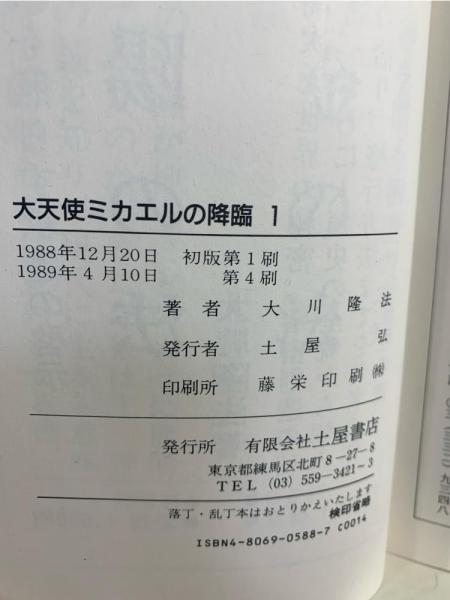 大天使ミカエルの降臨 1
1988年12月20日 初版第1刷
1989年4月10日 第4刷
著者 大川隆法
発行者 土屋弘
印刷所 藤栄印刷㈱
発行所 有限会社土屋書店
東京都練馬区北町8-27-8
TEL (03) 559-3421~3
落丁・乱丁本はおとりかえいたします
検印省略
ISBN4-8069-0588-7 C0014